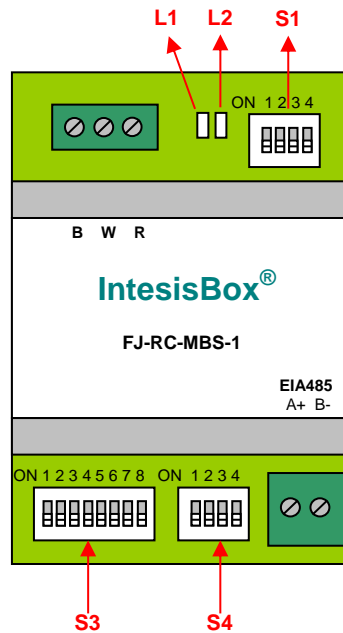 L1 L2 S1
ON 1 2 3 4
B W R
IntesisBox®
FJ-RC-MBS-1
EIA485
A+ B-
ON 1 2 3 4 5 6 7 8 ON 1 2 3 4
S3 S4